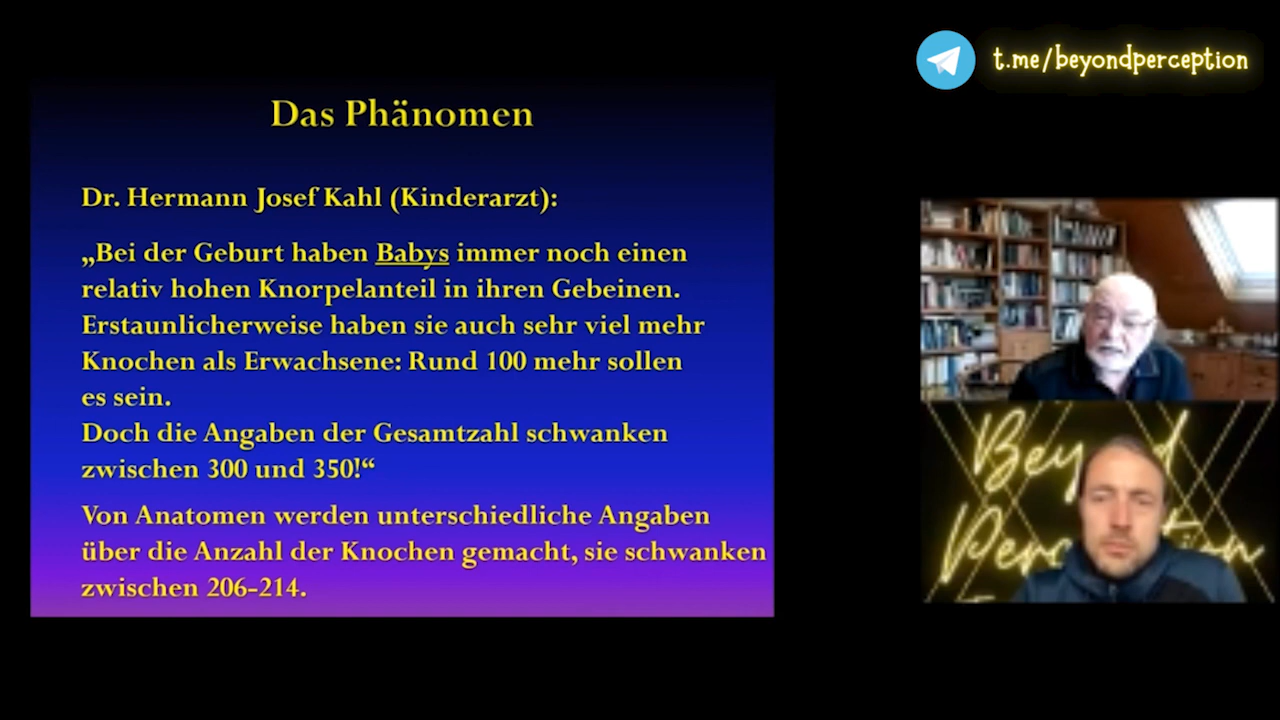 t.me/beyondperception
Das Phänomen
Dr. Hermann Josef Kahl (Kinderarzt):
„Bei der Geburt haben Babys immer noch einen
relativ hohen Knorpelanteil in ihren Gebeinen.
Erstaunlicherweise haben sie auch sehr viel mehr
Knochen als Erwachsene: Rund 100 mehr sollen
es sein.
Doch die Angaben der Gesamtzahl schwanken
zwischen 300 und 350!“
Von Anatomen werden unterschiedliche Angaben
über die Anzahl der Knochen gemacht, sie schwanken
zwischen 206-214.
Beyond
Perception